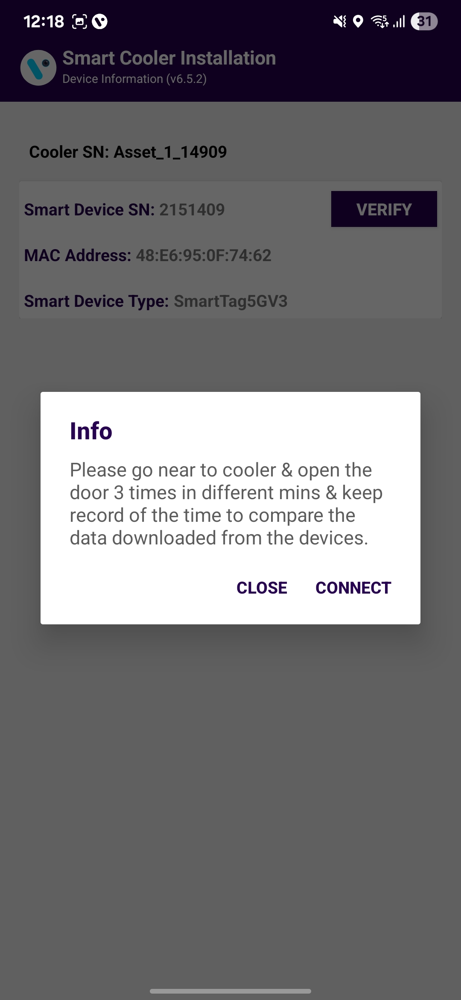 12:18
5
31
Smart Cooler Installation
Device Information (v6.5.2)
Cooler SN: Asset_1_14909
Smart Device SN: 2151409
VERIFY
MAC Address: 48:E6:95:0F:74:62
Smart Device Type: SmartTag5GV3
Info
Please go near to cooler & open the
door 3 times in different mins & keep
record of the time to compare the
data downloaded from the devices.
CLOSE CONNECT